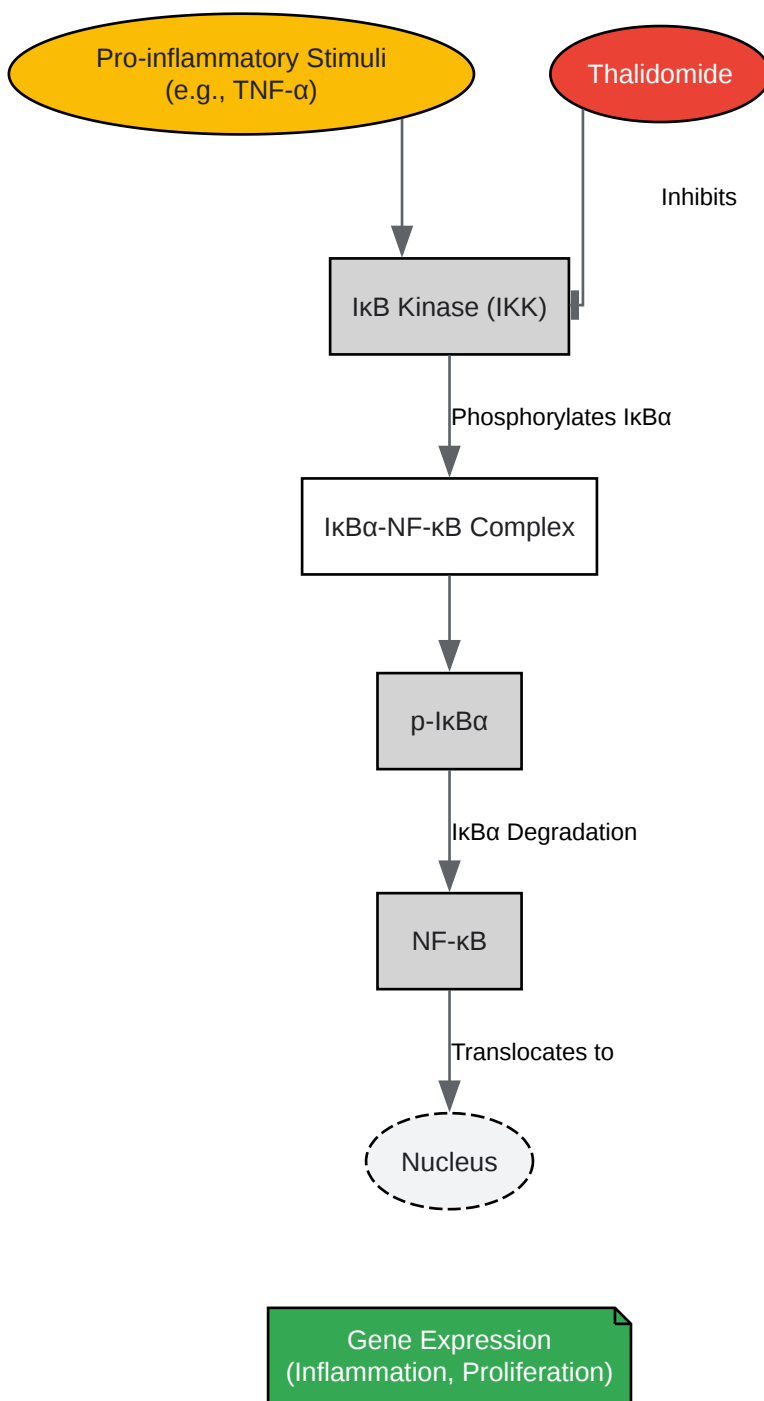 Pro-inflammatory Stimuli
(e.g., TNF-α)
Thalidomide
Inhibits
IκB Kinase (IKK)
Phosphorylates IκBα
IκBα-NF-κB Complex
p-IκBα
IκBα Degradation
NF-κB
Translocates to
Nucleus
Gene Expression
(Inflammation, Proliferation)